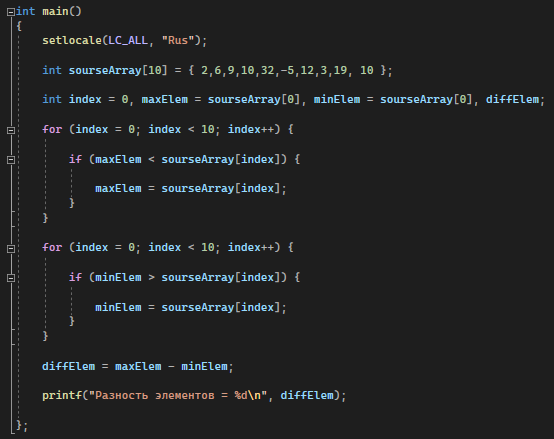 int main()
{
setlocale(LC_ALL, "Rus");
int sourseArray[10] = { 2,6,9,10,32,-5,12,3,19, 10 };
int index = 0, maxElem = sourseArray[0], minElem = sourseArray[0], diffElem;
for (index = 0; index < 10; index++) {
if (maxElem < sourseArray[index]) {
maxElem = sourseArray[index];
}
}
for (index = 0; index < 10; index++) {
if (minElem > sourseArray[index]) {
minElem = sourseArray[index];
}
}
diffElem = maxElem - minElem;
printf("Разность элементов = %d\n", diffElem);
};